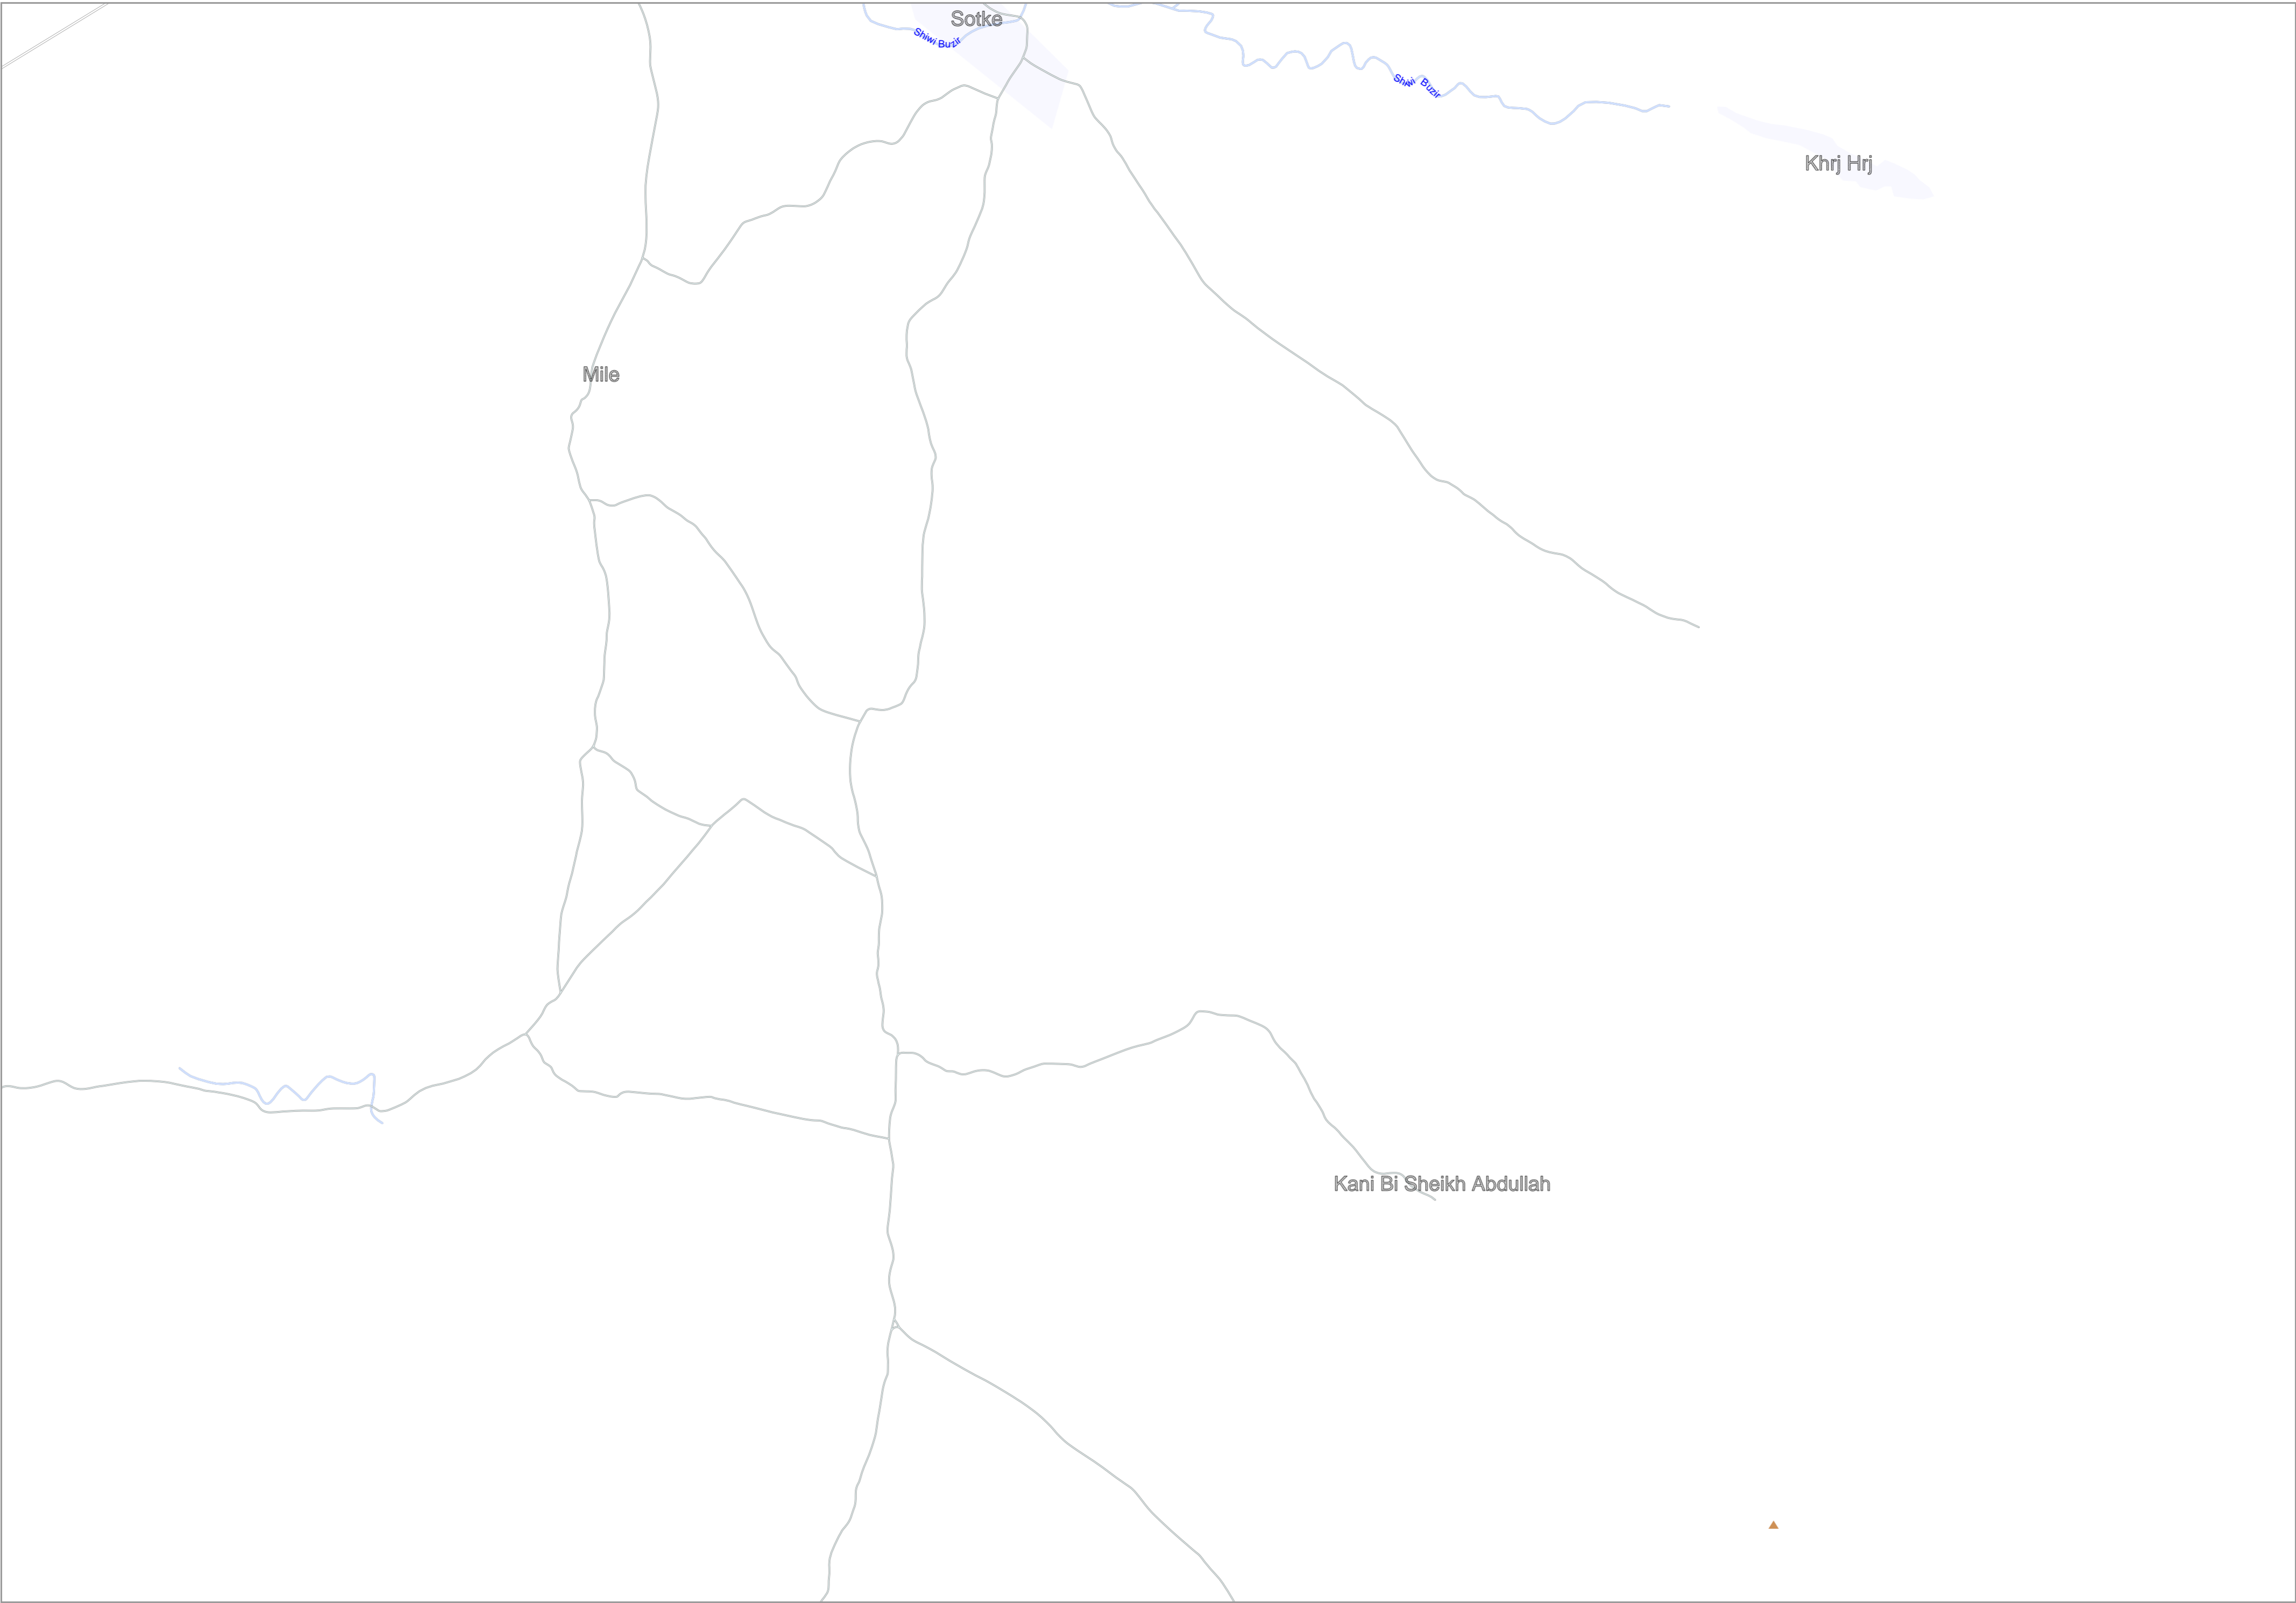 Sotke
Shiwi Buzir
Shiwi Buzir
Khrj Hrj
Mile
Kani Bi Sheikh Abdullah